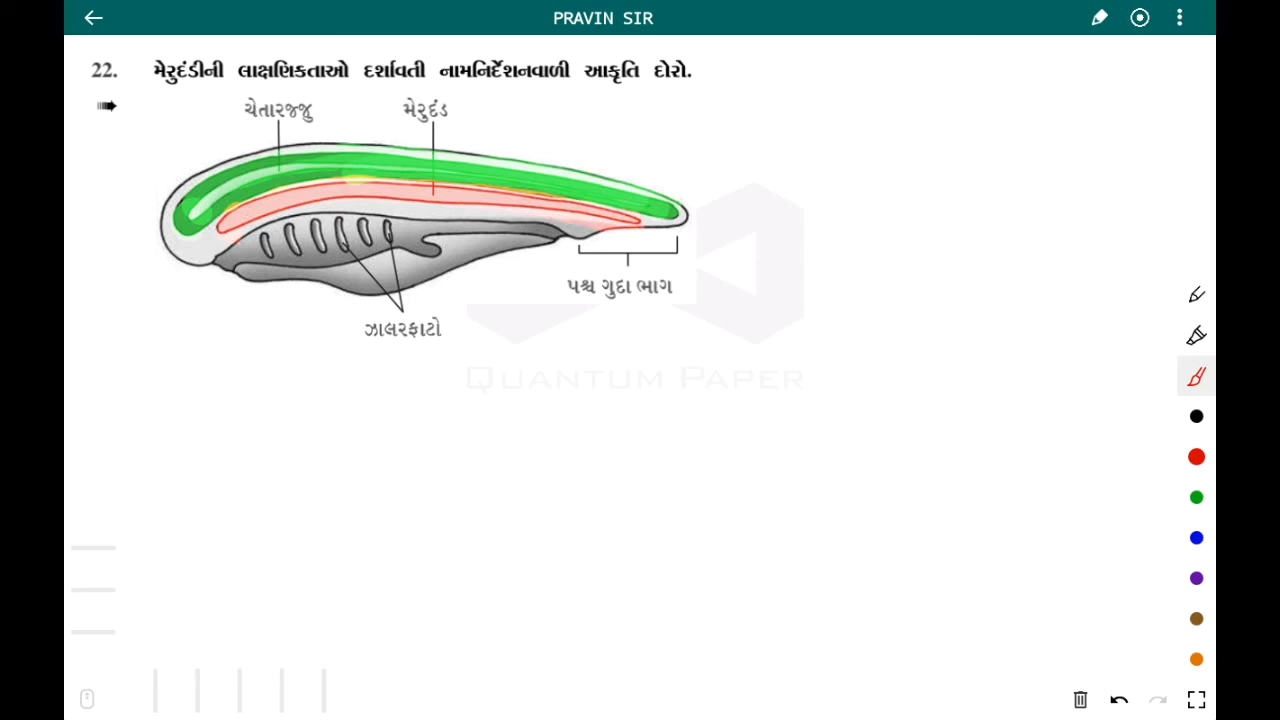 PRAVIN SIR
22. મેરુદંડીની લાક્ષણિકતાઓ દર્શાવતી નામનિર્દેશનવાળી આકૃતિ દોરો.
ચેતારજ્જુ મેરુદંડ
પશ્ચ ગુદા ભાગ
ઝાલરફાટો
QUANTUM PAPER